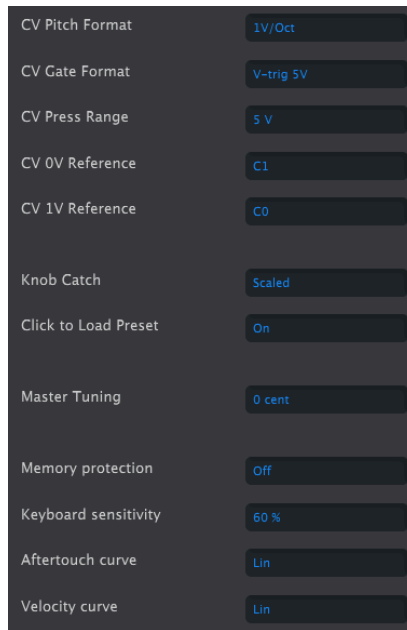 CV Pitch Format 1V/Oct
CV Gate Format V-trig 5V
CV Press Range 5 V
CV 0V Reference C1
CV 1V Reference C0
Knob Catch Scaled
Click to Load Preset On
Master Tuning 0 cent
Memory protection Off
Keyboard sensitivity 60 %
Aftertouch curve Lin
Velocity curve Lin